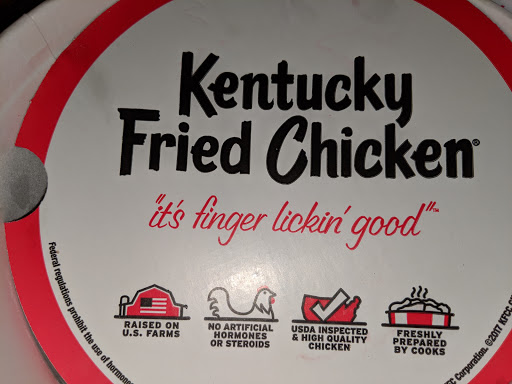 Kentucky
Fried Chicken®
"it's finger lickin' good"™
RAISED ON
U.S. FARMS
NO ARTIFICIAL
HORMONES
OR STEROIDS
USDA INSPECTED
& HIGH QUALITY
CHICKEN
FRESHLY
PREPARED
BY COOKS
Federal regulations prohibit the use of
Corporation. ©2017 KFCC